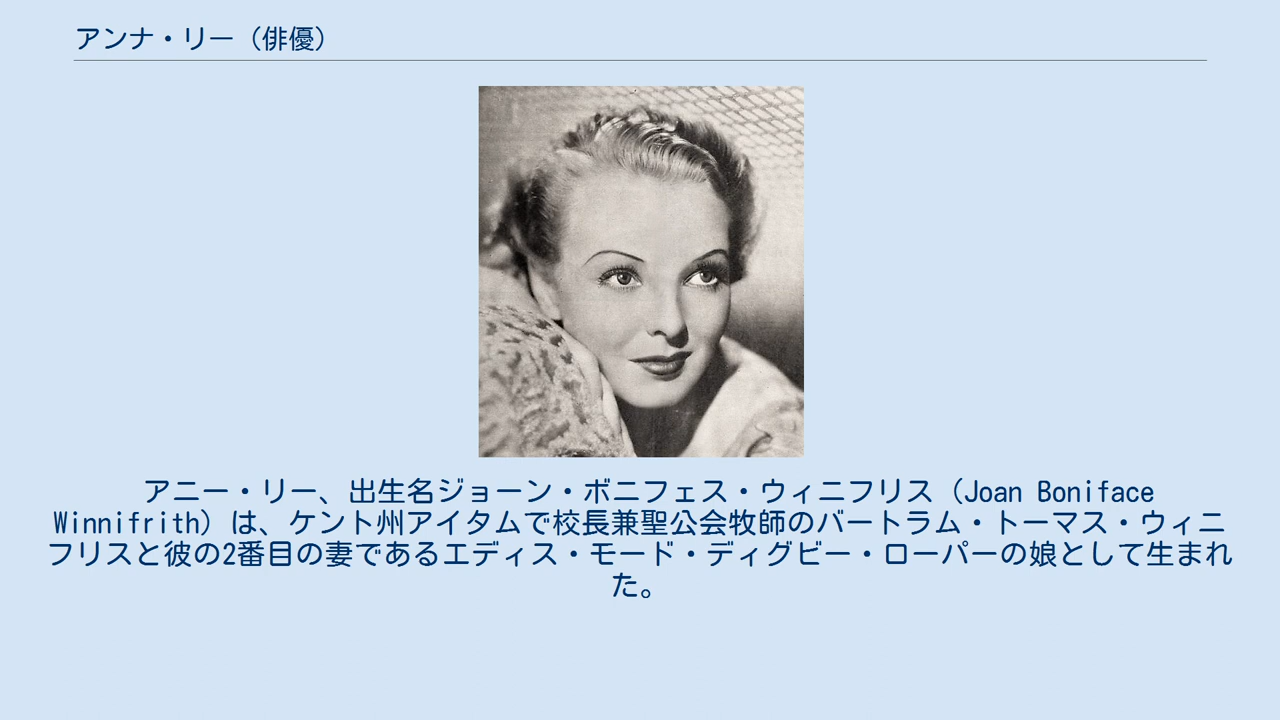 アンナ・リー（俳優）
アニー・リー、出生名ジョーン・ボニフェス・ウィニフリス（Joan Boniface
Winnifrith）は、ケント州アイタムで校長兼聖公会牧師のバートラム・トーマス・ウィニ
フリスと彼の2番目の妻であるエディス・モード・ディグビー・ローパーの娘として生まれ
た。